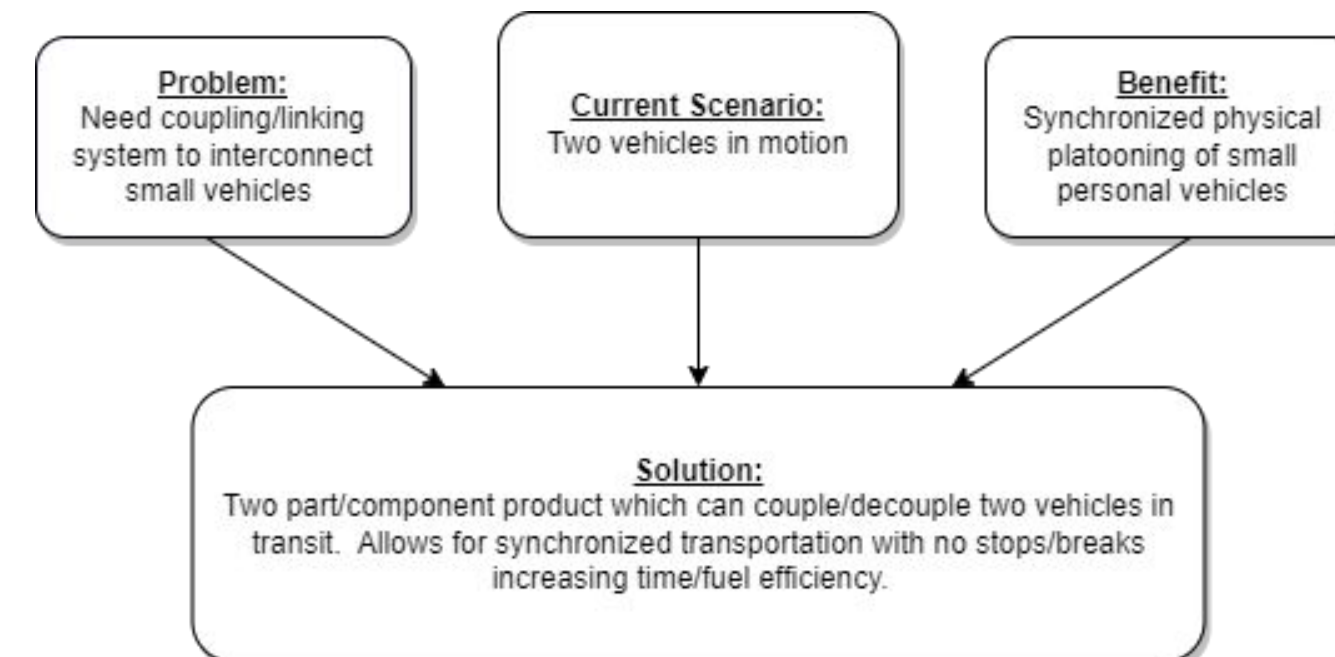 Problem:
Need coupling/linking
system to interconnect
small vehicles
Current Scenario:
Two vehicles in motion
Benefit:
Synchronized physical
platooning of small
personal vehicles
Solution:
Two part/component product which can couple/decouple two vehicles in
transit.  Allows for synchronized transportation with no stops/breaks
increasing time/fuel efficiency.